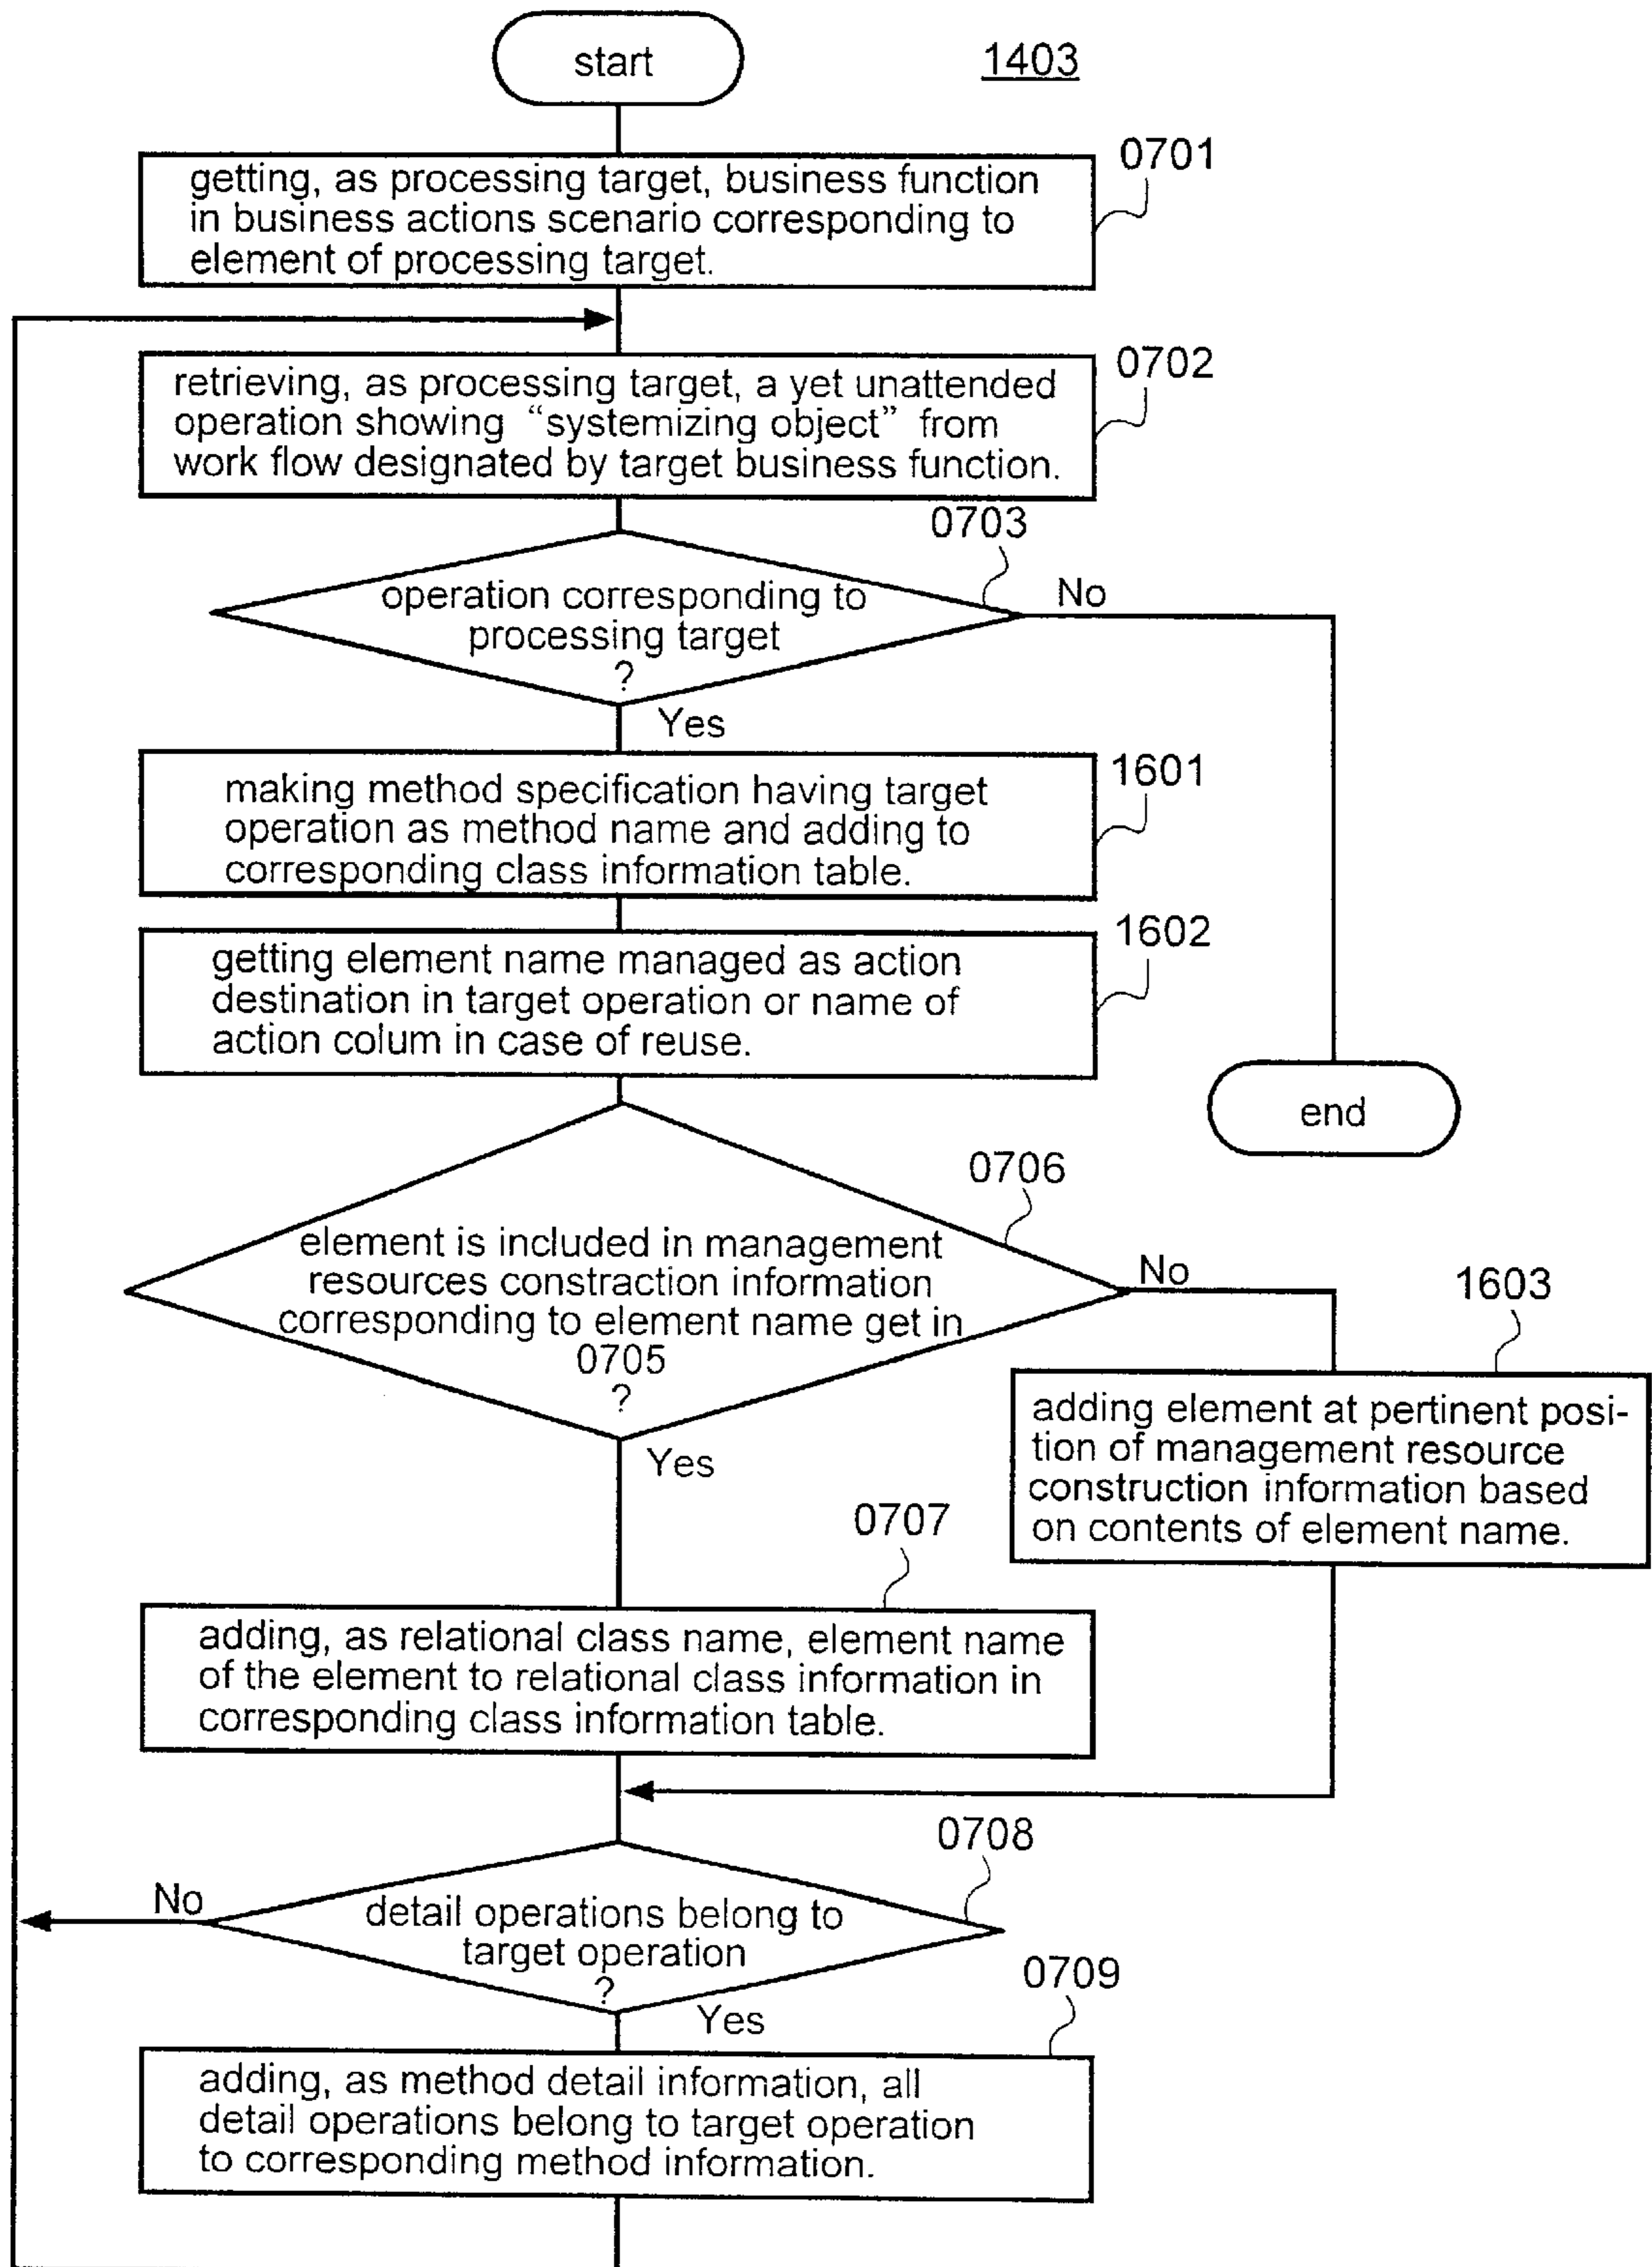 start
1403
0701
getting, as processing target, business function
in business actions scenario corresponding to
element of processing target.
0702
retrieving, as processing target, a yet unattended
operation showing “systemizing object” from
work flow designated by target business function.
0703
operation corresponding to
processing target
?
No
Yes
1601
making method specification having target
operation as method name and adding to
corresponding class information table.
1602
getting element name managed as action
destination in target operation or name of
action colum in case of reuse.
end
0706
element is included in management
resources constraction information
corresponding to element name get in
0705
?
No
Yes
1603
adding element at pertinent posi-
tion of management resource
construction information based
on contents of element name.
0707
adding, as relational class name, element name
of the element to relational class information in
corresponding class information table.
0708
No
detail operations belong to
target operation
?
Yes
0709
adding, as method detail information, all
detail operations belong to target operation
to corresponding method information.